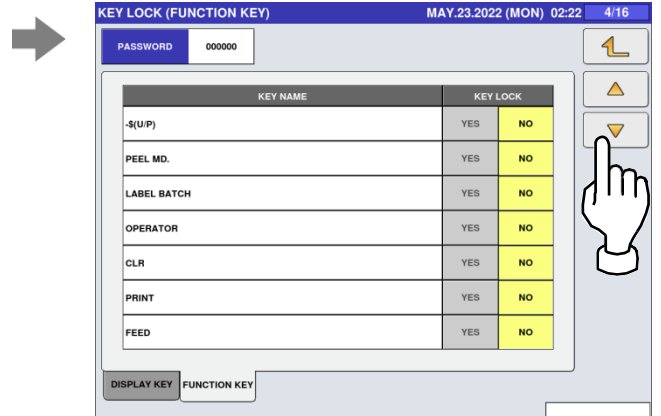 KEY LOCK (FUNCTION KEY) MAY.23.2022 (MON) 02:22 4/16
PASSWORD 000000
KEY NAME KEY LOCK
-$(U/P) YES NO
PEEL MD. YES NO
LABEL BATCH YES NO
OPERATOR YES NO
CLR YES NO
PRINT YES NO
FEED YES NO
DISPLAY KEY FUNCTION KEY